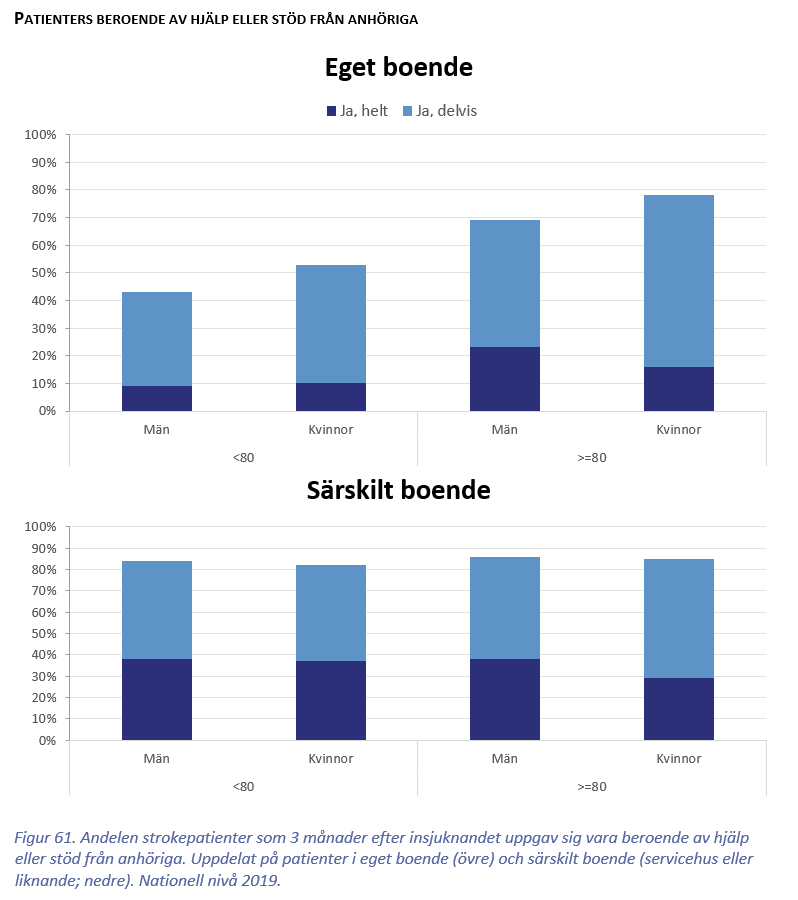 PATIENTERS BEROENDE AV HJÄLP ELLER STÖD FRÅN ANHÖRIGA
Eget boende
Ja, helt Ja, delvis
100%
90%
80%
70%
60%
50%
40%
30%
20%
10%
0%
Män Kvinnor Män Kvinnor
<80 >=80
Särskilt boende
100%
90%
80%
70%
60%
50%
40%
30%
20%
10%
0%
Män Kvinnor Män Kvinnor
<80 >=80
Figur 61. Andelen strokepatienter som 3 månader efter insjuknandet uppgav sig vara beroende av hjälp
eller stöd från anhöriga. Uppdelat på patienter i eget boende (övre) och särskilt boende (servicehus eller
liknande; nedre). Nationell nivå 2019.